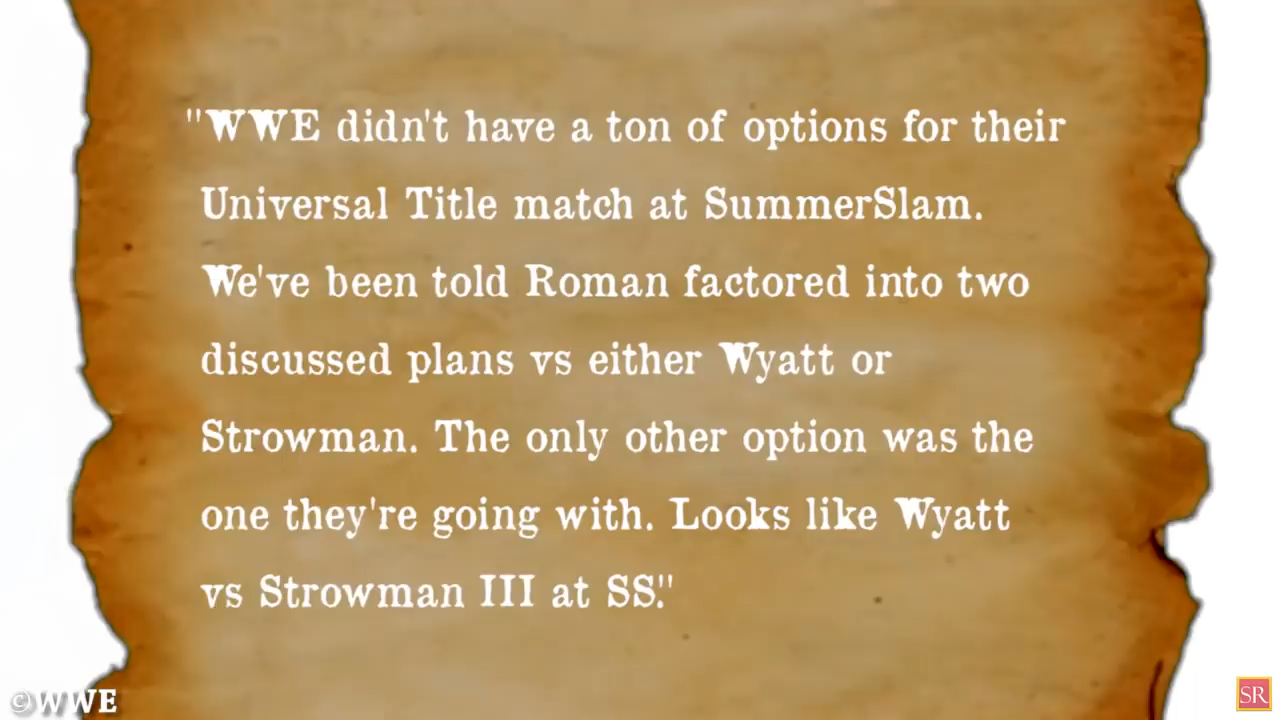 "WWE didn't have a ton of options for their
Universal Title match at SummerSlam.
We've been told Roman factored into two
discussed plans vs either Wyatt or
Strowman. The only other option was the
one they're going with. Looks like Wyatt
vs Strowman III at SS."
©WWE
SR